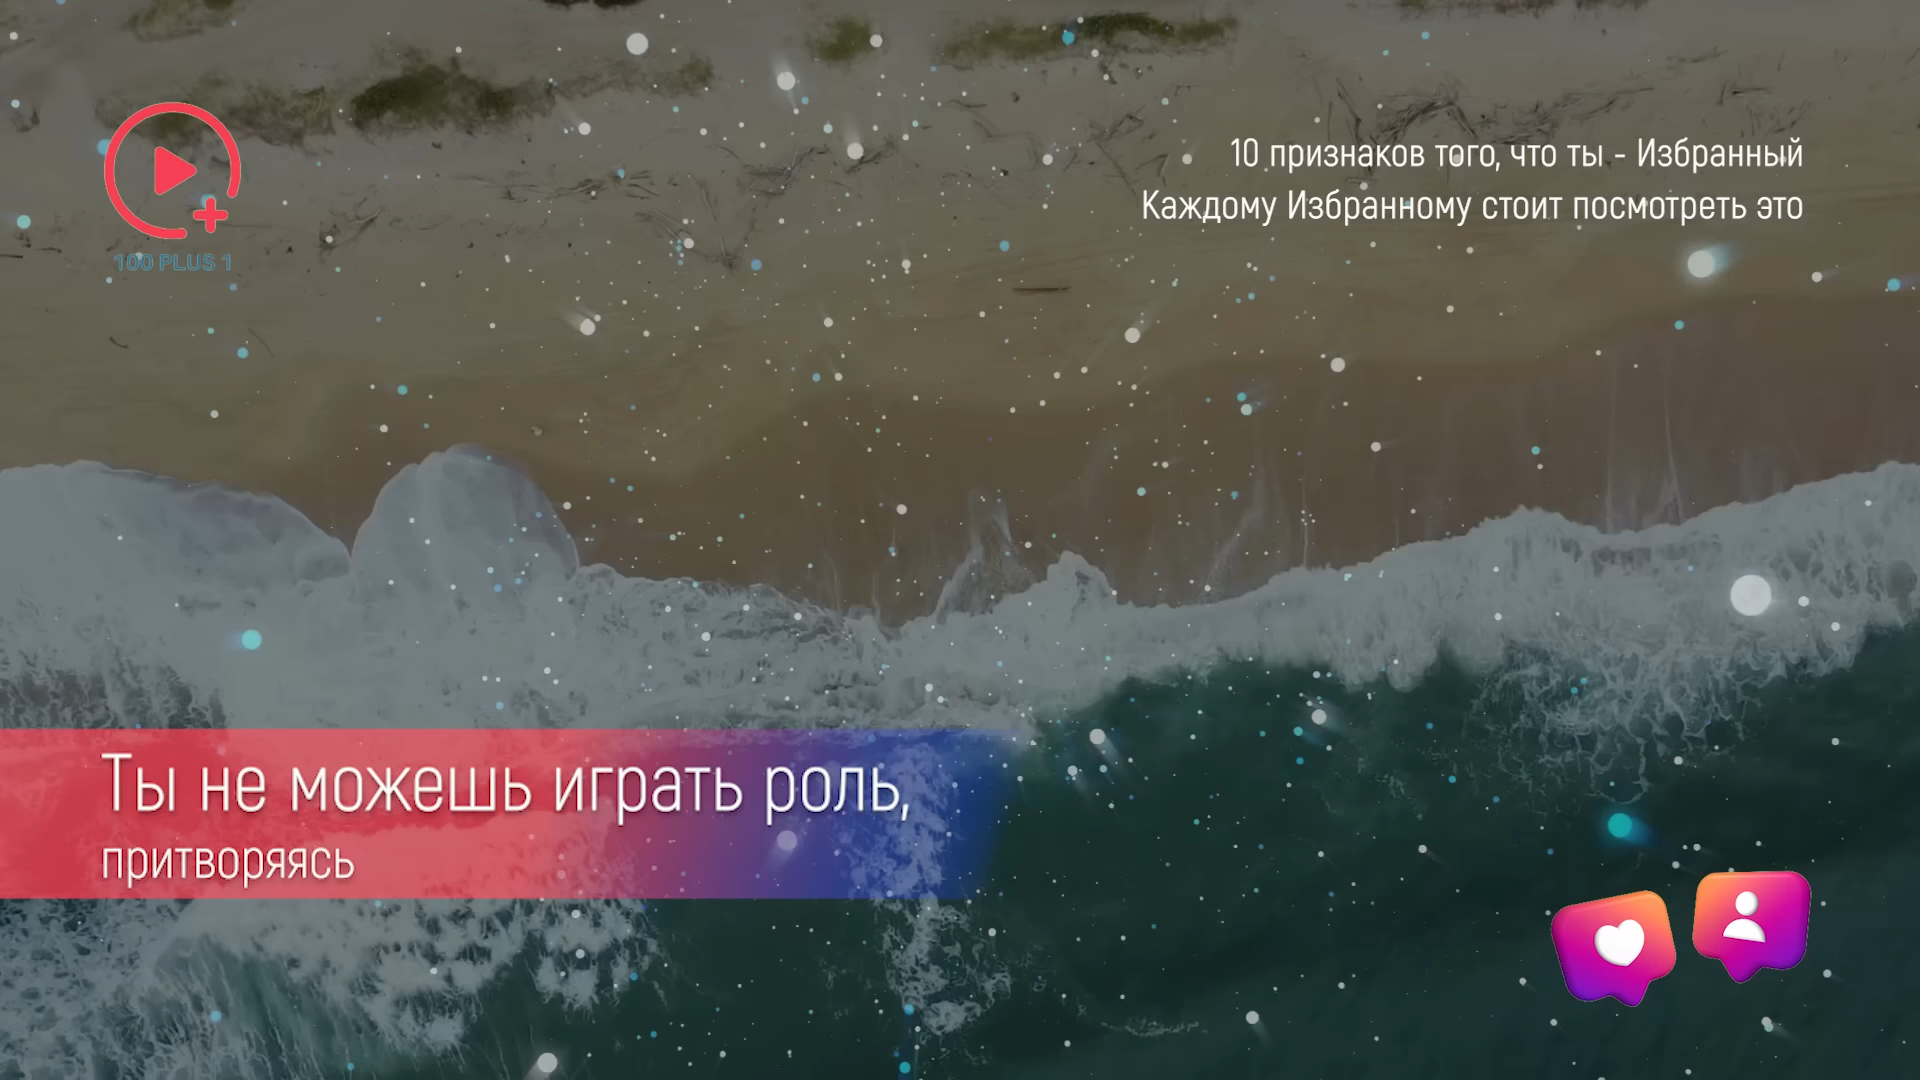 10 признаков того, что ты - Избранный
Каждому Избранному стоит посмотреть это
100 PLUS 1
Ты не можешь играть роль,
притворяясь